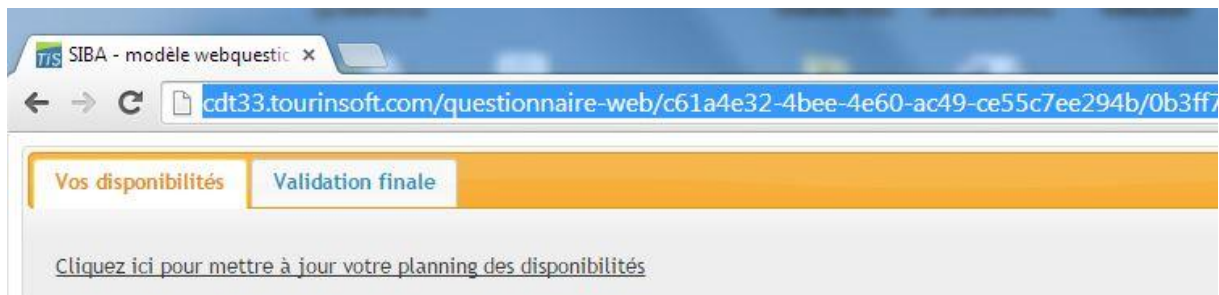 TIS SIBA - modèle webquestic
cdt33.tourinsoft.com/questionnaire-web/c61a4e32-4bee-4e60-ac49-ce55c7ee294b/0b3ff7
Vos disponibilités Validation finale
Cliquez ici pour mettre à jour votre planning des disponibilités